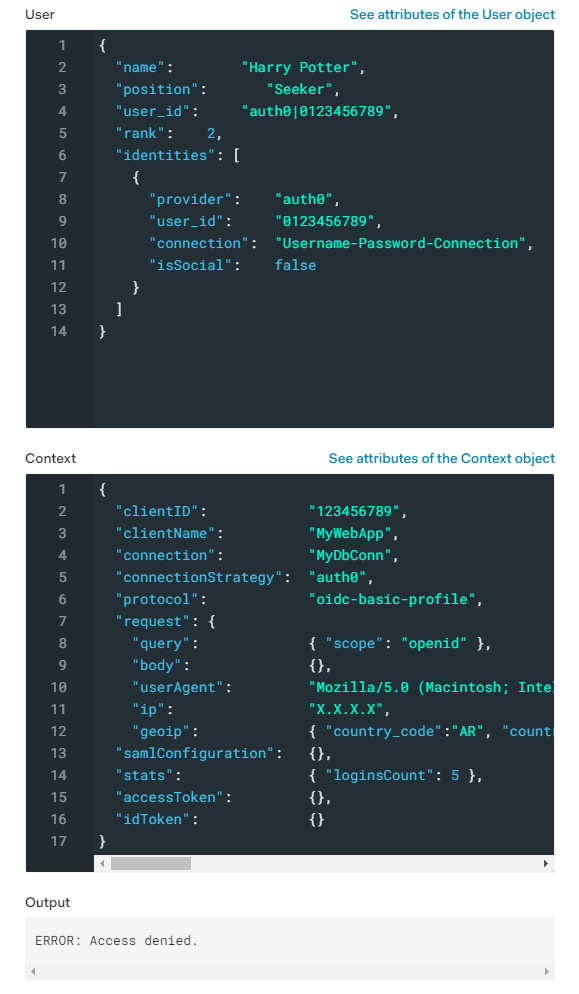 User See attributes of the User object
1 {
2 "name": "Harry Potter",
3 "position": "Seeker",
4 "user_id": "auth0|0123456789",
5 "rank": 2,
6 "identities": [
7 {
8 "provider": "auth0",
9 "user_id": "0123456789",
10 "connection": "Username-Password-Connection",
11 "isSocial": false
12 }
13 ]
14 }
Context See attributes of the Context object
1 {
2 "clientID": "123456789",
3 "clientName": "MyWebApp",
4 "connection": "MyDbConn",
5 "connectionStrategy": "auth0",
6 "protocol": "oidc-basic-profile",
7 "request": {
8 "query": { "scope": "openid" },
9 "body": {},
10 "userAgent": "Mozilla/5.0 (Macintosh; Inte
11 "ip": "X.X.X.X",
12 "geoip": { "country_code":"AR", "count
13 "samlConfiguration": {},
14 "stats": { "loginsCount": 5 },
15 "accessToken": {},
16 "idToken": {}
17 }
Output
ERROR: Access denied.